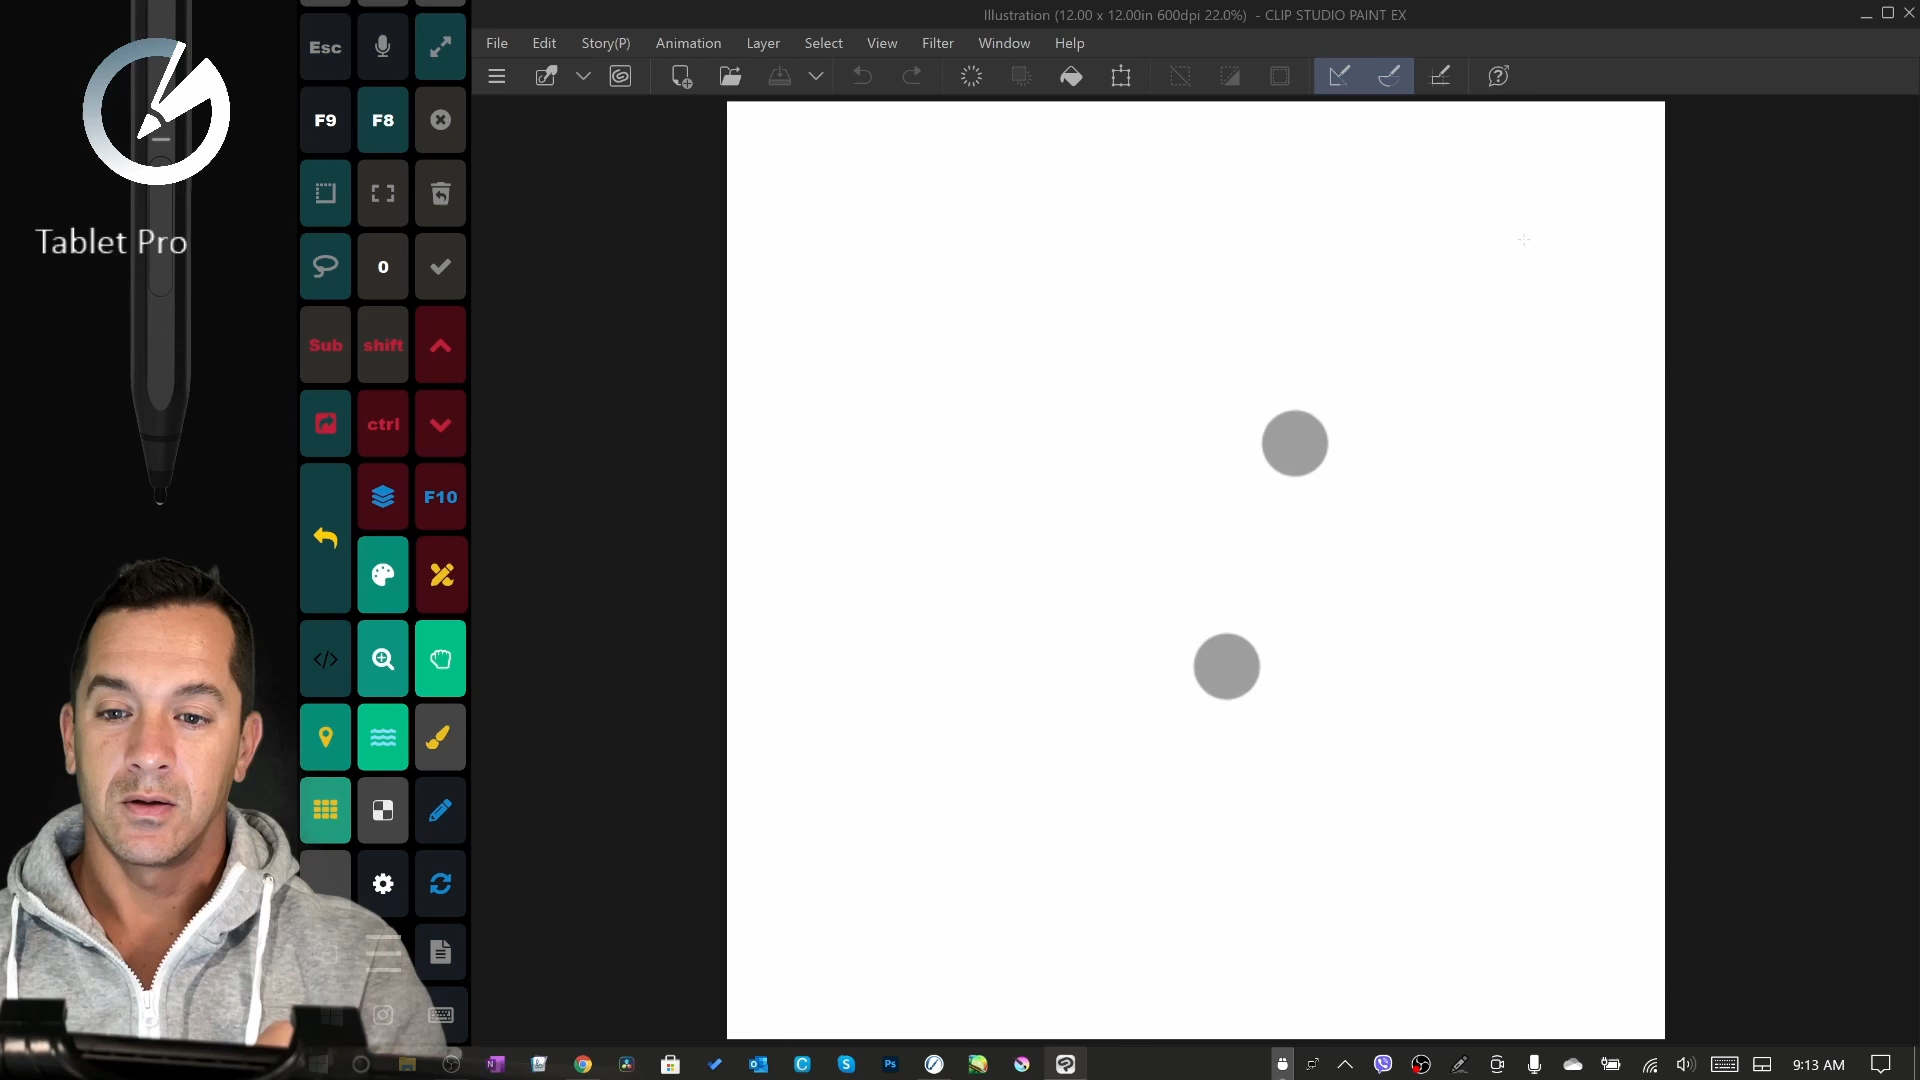 Illustration (12.00 x 12.00in 600dpi 22.0%) - CLIP STUDIO PAINT EX
File Edit Story(P) Animation Layer Select View Filter Window Help
Esc
F9 F8
Tablet Pro
0
Sub shift
ctrl
F10
</>
N C S Ps
9:13 AM